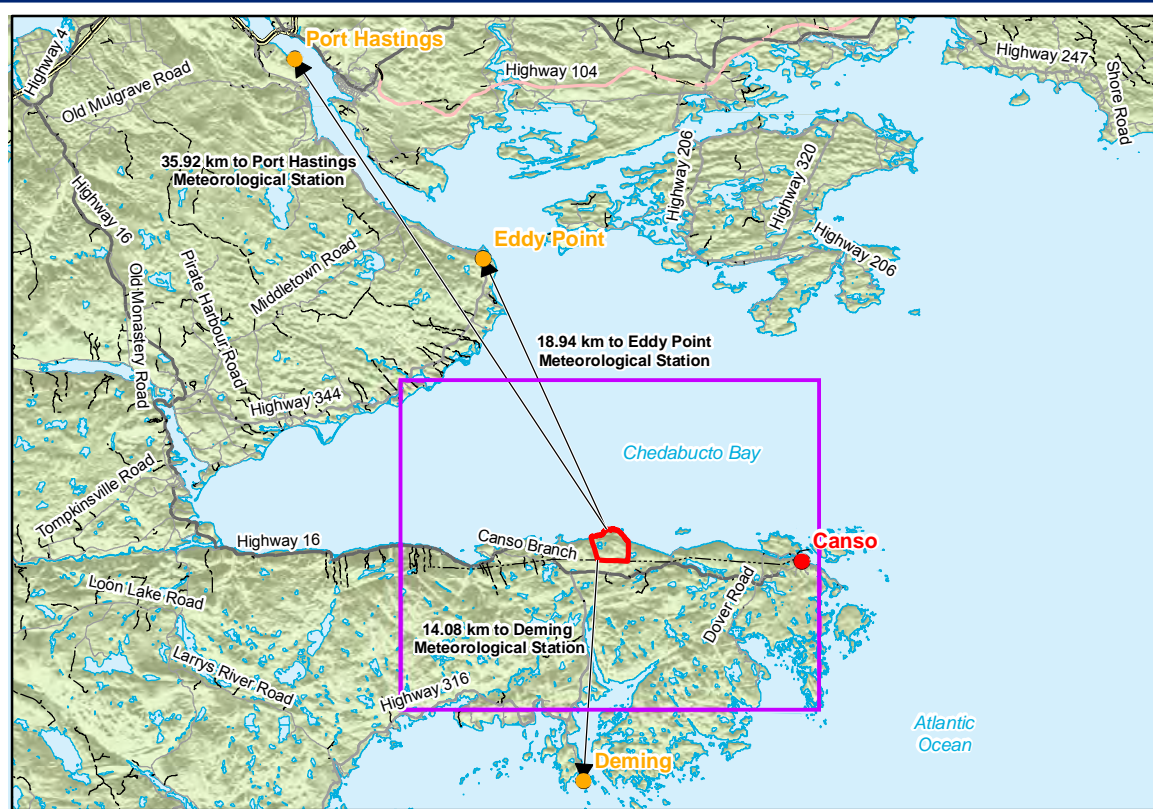 Port Hastings
Highway 4
Highway 247
Highway 104
Shore Road
Old Mulgrave Road
35.92 km to Port Hastings
Meteorological Station
Highway 206
Highway 320
Highway 16
Eddy Point
Highway 206
Middletown Road
Pirate Harbour Road
Old Monastery Road
18.94 km to Eddy Point
Meteorological Station
Highway 344
Chedabucto Bay
Tompkinsville Road
Highway 16
Canso Branch
Canso
Loon Lake Road
Dover Road
14.08 km to Deming
Meteorological Station
Larrys River Road
Highway 316
Atlantic
Ocean
Deming